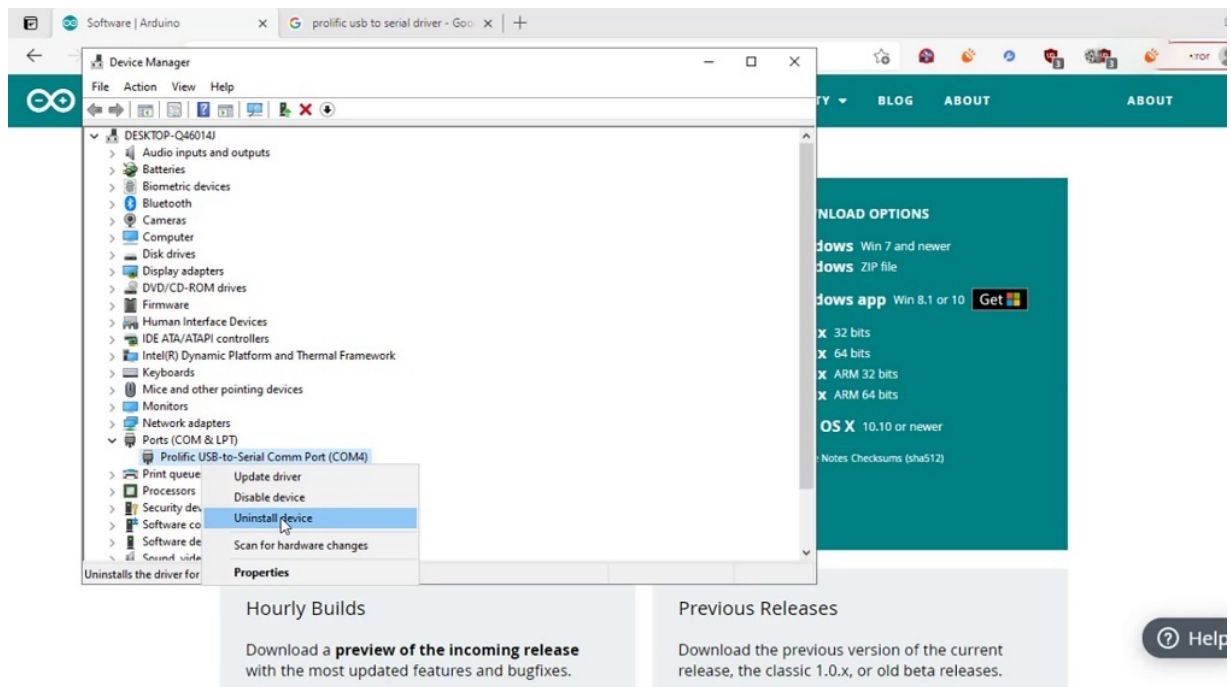 Software | Arduino
prolific usb to serial driver - Goo
Device Manager
File Action View Help
BLOG ABOUT ABOUT
DESKTOP-Q46014J
Audio inputs and outputs
Batteries
Biometric devices
Bluetooth
Cameras
Computer
Disk drives
Display adapters
DVD/CD-ROM drives
Firmware
Human Interface Devices
IDE ATA/ATAPI controllers
Intel(R) Dynamic Platform and Thermal Framework
Keyboards
Mice and other pointing devices
Monitors
Network adapters
Ports (COM & LPT)
Prolific USB-to-Serial Comm Port (COM4)
Print queue
Processors
Security dev
Software co
Software de
Sound, vide
Update driver
Disable device
Uninstall device
Scan for hardware changes
Properties
Uninstalls the driver for
NLOAD OPTIONS
dows Win 7 and newer
dows ZIP file
dows app Win 8.1 or 10 Get
x 32 bits
x 64 bits
x ARM 32 bits
x ARM 64 bits
OS X 10.10 or newer
Notes Checksums (sha512)
Hourly Builds
Download a preview of the incoming release
with the most updated features and bugfixes.
Previous Releases
Download the previous version of the current
release, the classic 1.0.x, or old beta releases.
Help